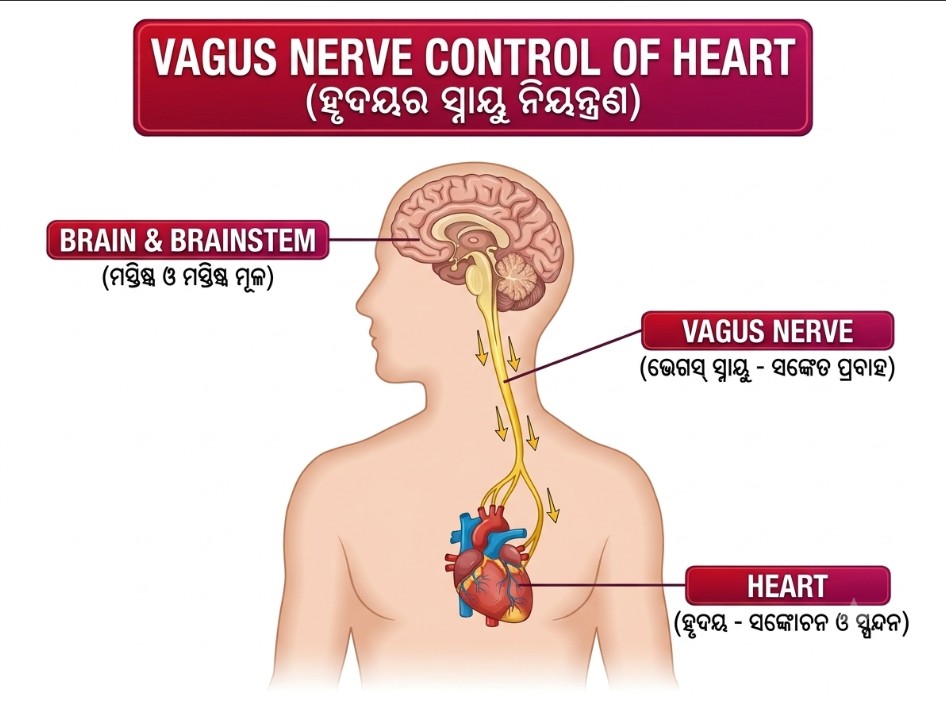 VAGUS NERVE CONTROL OF HEART
(ହୃଦୟର ସ୍ନାୟୁ ନିୟନ୍ତ୍ରଣ)
BRAIN & BRAINSTEM
(ମସ୍ତିଷ୍କ ଓ ମସ୍ତିଷ୍କ ମୂଳ)
VAGUS NERVE
(ଭେଗସ୍ ସ୍ନାୟୁ - ସଙ୍କେତ ପ୍ରବାହ)
HEART
(ହୃଦୟ - ସଙ୍କୋଚନ ଓ ସ୍ପନ୍ଦନ)